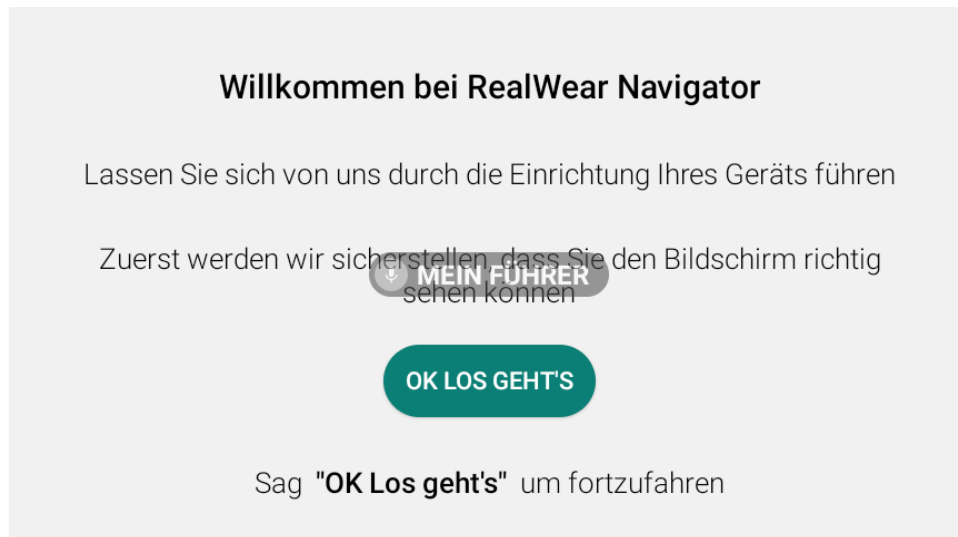 Willkommen bei RealWear Navigator
Lassen Sie sich von uns durch die Einrichtung Ihres Geräts führen
Zuerst werden wir sicherstellen, dass Sie den Bildschirm richtig
MEIN FÜHRER
sehen können
OK LOS GEHT'S
Sag "OK Los geht's" um fortzufahren